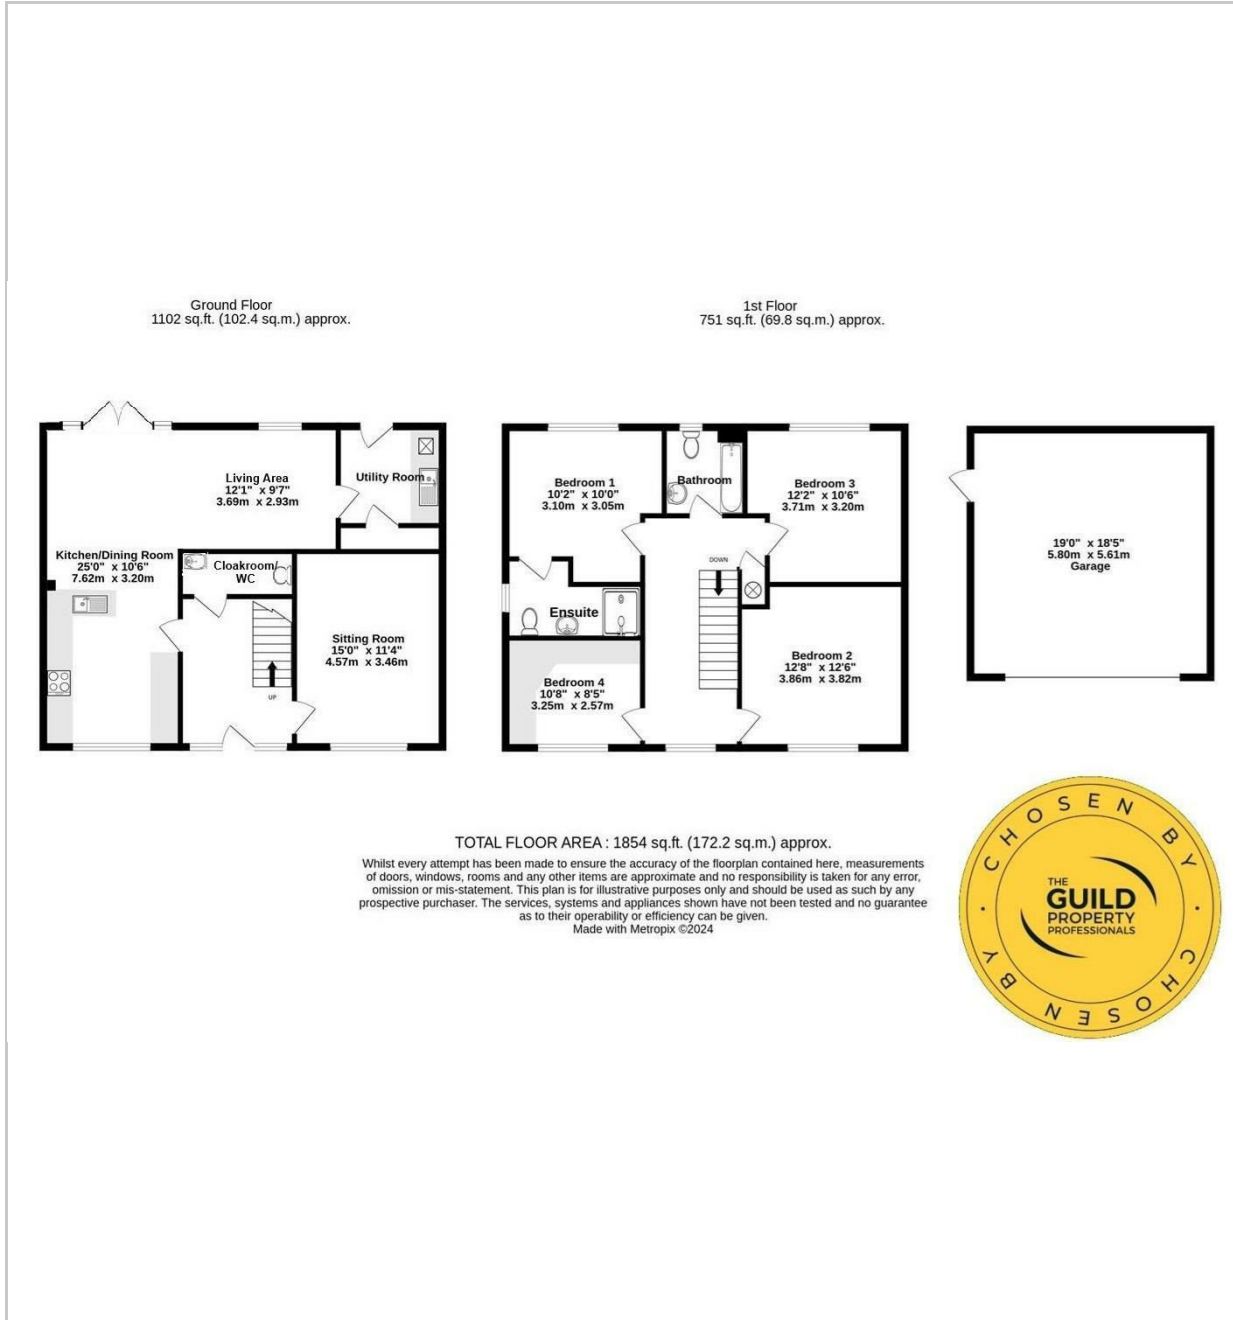 Ground Floor
1102 sq.ft. (102.4 sq.m.) approx.
1st Floor
751 sq.ft. (69.8 sq.m.) approx.
Living Area
12'1" x 9'7"
3.69m x 2.93m
Utility Room
Kitchen/Dining Room
25'0" x 10'6"
7.62m x 3.20m
Cloakroom/
WC
Sitting Room
15'0" x 11'4"
4.57m x 3.46m
UP
Bedroom 1
10'2" x 10'0"
3.10m x 3.05m
Bathroom
Bedroom 3
12'2" x 10'6"
3.71m x 3.20m
DOWN
Ensuite
Bedroom 4
10'8" x 8'5"
3.25m x 2.57m
Bedroom 2
12'8" x 12'6"
3.86m x 3.82m
19'0" x 18'5"
5.80m x 5.61m
Garage
TOTAL FLOOR AREA : 1854 sq.ft. (172.2 sq.m.) approx.
Whilst every attempt has been made to ensure the accuracy of the floorplan contained here, measurements
of doors, windows, rooms and any other items are approximate and no responsibility is taken for any error,
omission or mis-statement. This plan is for illustrative purposes only and should be used as such by any
prospective purchaser. The services, systems and appliances shown have not been tested and no guarantee
as to their operability or efficiency can be given.
Made with Metropix ©2024
CHOSEN BY
THE
GUILD
PROPERTY
PROFESSIONALS
CHOSEN BY